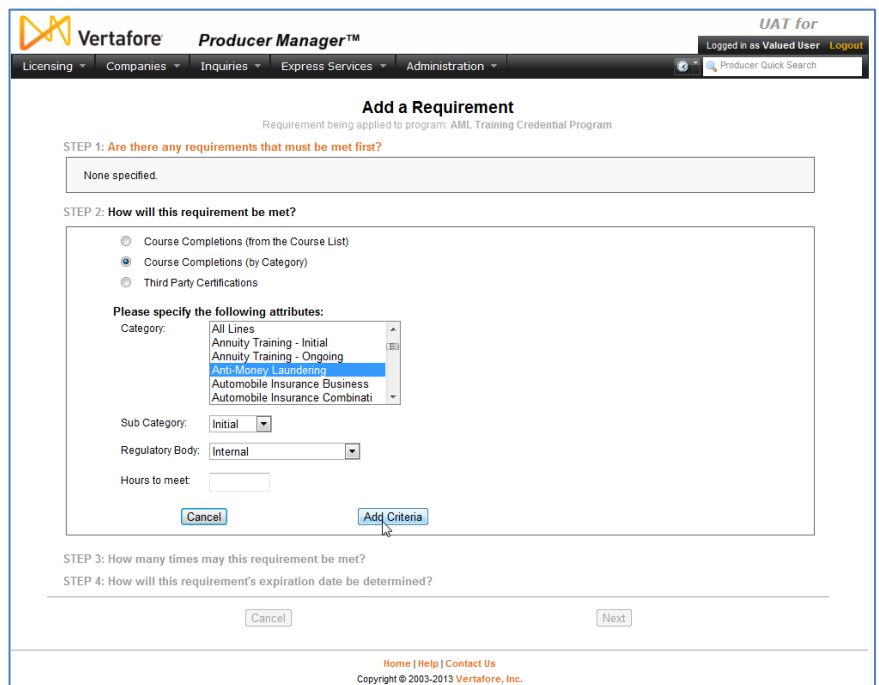 UAT for
Vertafore Producer Manager™
Logged in as Valued User Logout
Licensing Companies Inquiries Express Services Administration Producer Quick Search
Add a Requirement
Requirement being applied to program: AML Training Credential Program
STEP 1: Are there any requirements that must be met first?
None specified.
STEP 2: How will this requirement be met?
Course Completions (from the Course List)
Course Completions (by Category)
Third Party Certifications
Please specify the following attributes:
Category: All Lines
Annuity Training - Initial
Annuity Training - Ongoing
Anti-Money Laundering
Automobile Insurance Business
Automobile Insurance Combinati
Sub Category: Initial
Regulatory Body: Internal
Hours to meet:
Cancel Add Criteria
STEP 3: How many times may this requirement be met?
STEP 4: How will this requirement's expiration date be determined?
Cancel Next
Home | Help | Contact Us
Copyright © 2003-2013 Vertafore, Inc.